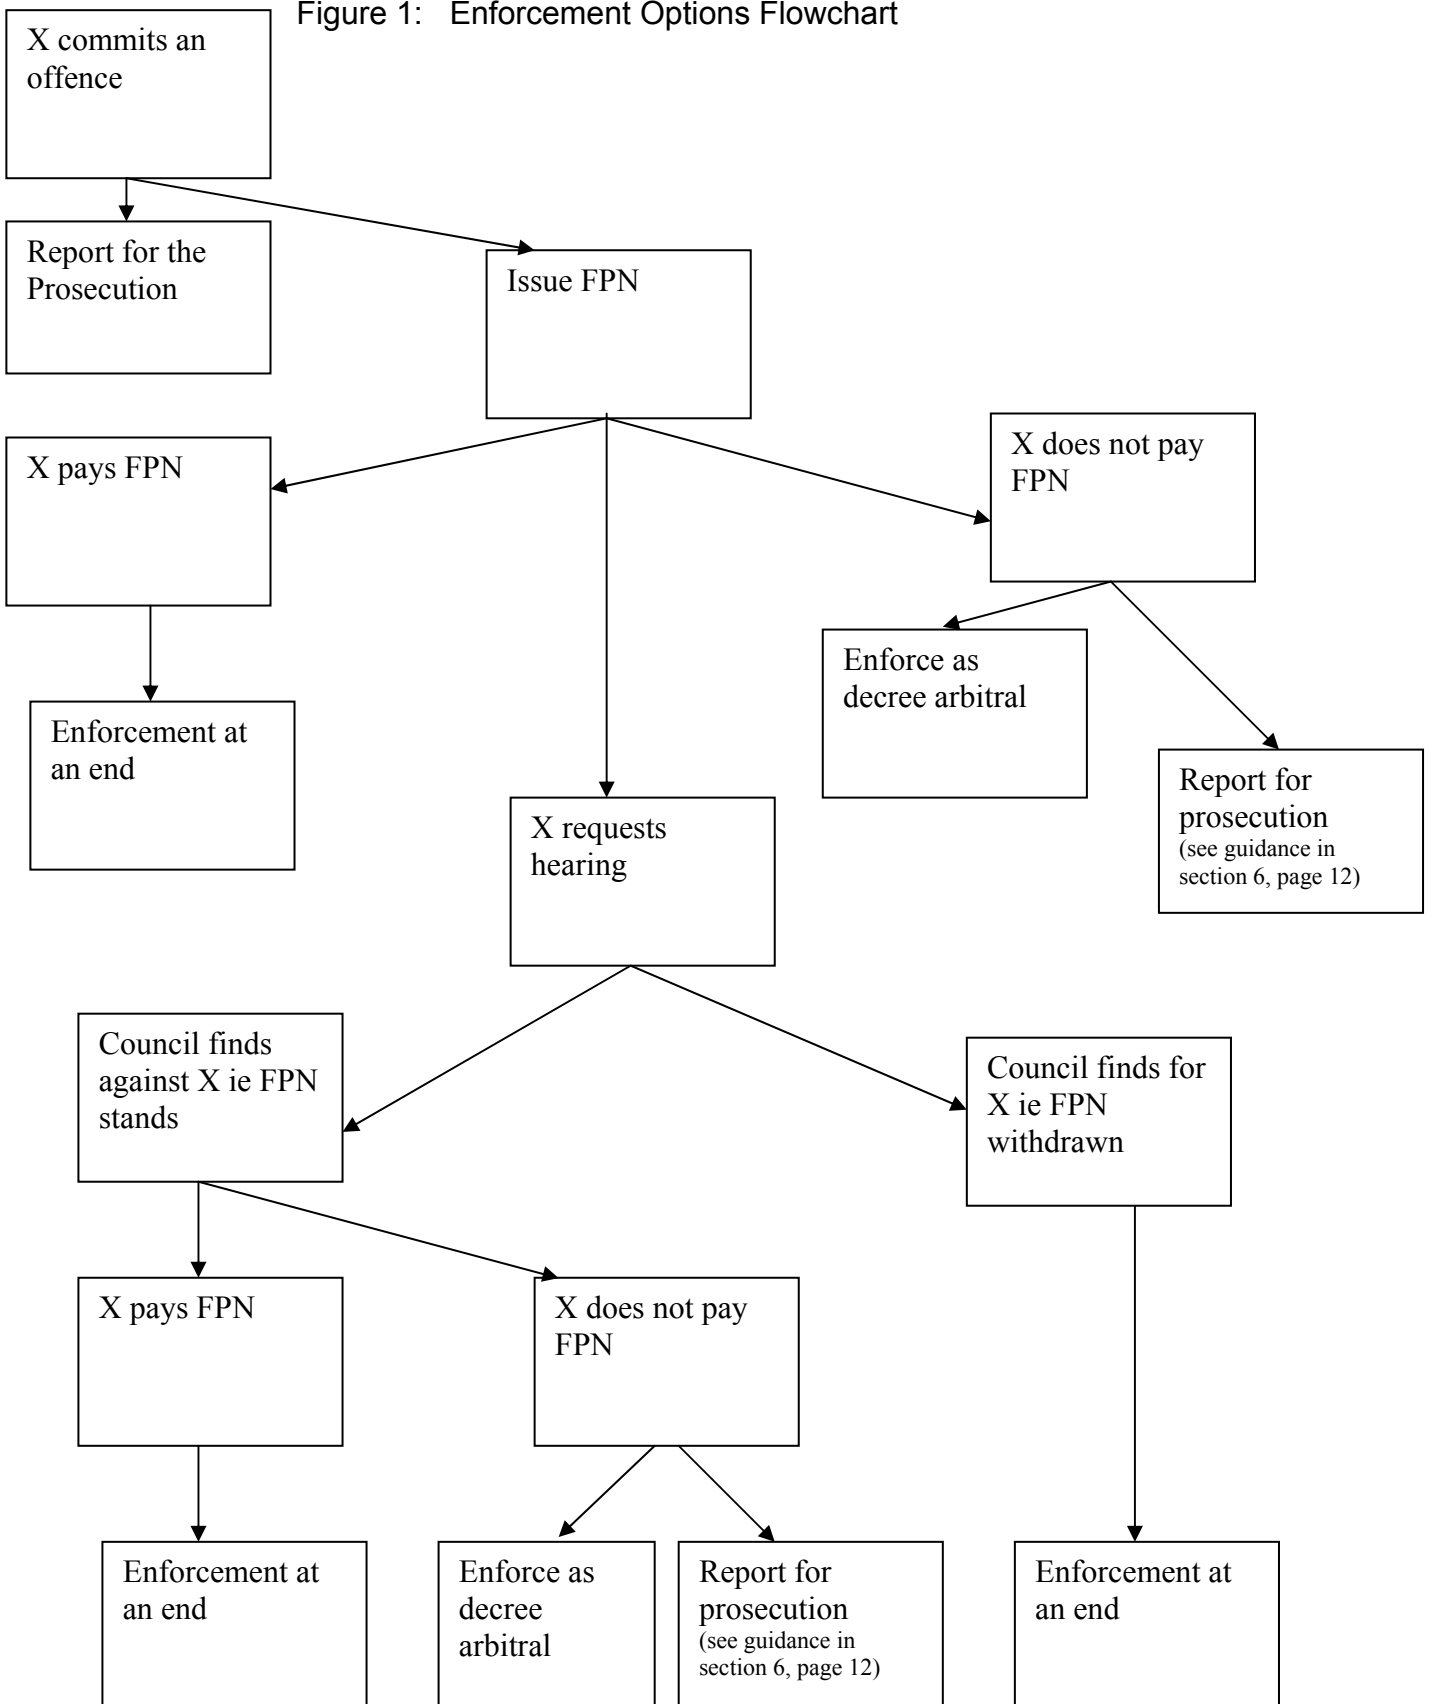 Figure 1: Enforcement Options Flowchart
X commits an
offence
Report for the
Prosecution
Issue FPN
X pays FPN
X does not pay
FPN
Enforce as
decree arbitral
Enforcement at
an end
Report for
prosecution
(see guidance in
section 6, page 12)
X requests
hearing
Council finds
against X ie FPN
stands
Council finds for
X ie FPN
withdrawn
X pays FPN
X does not pay
FPN
Enforcement at
an end
Enforce as
decree
arbitral
Report for
prosecution
(see guidance in
section 6, page 12)
Enforcement at
an end